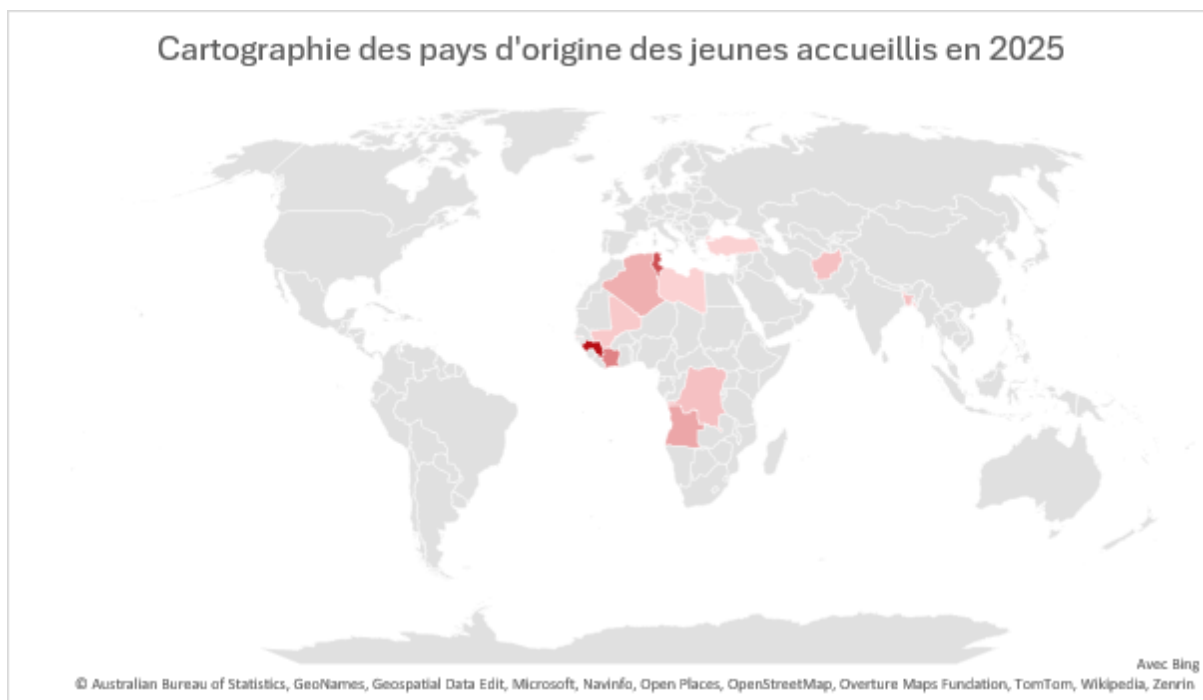 Cartographie des pays d'origine des jeunes accueillis en 2025
Avec Bing
© Australian Bureau of Statistics, GeoNames, Geospatial Data Edit, Microsoft, Navinfo, Open Places, OpenStreetMap, Overture Maps Fundation, TomTom, Wikipedia, Zenrin